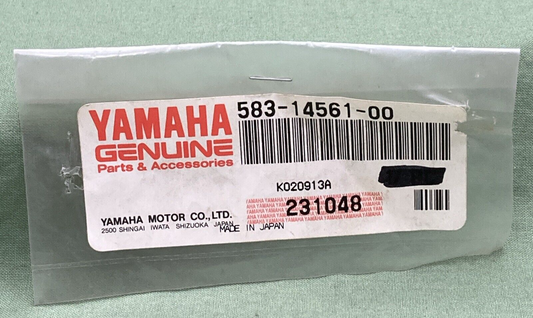 YAMAHA
GENUINE
Parts & Accessories
583-14561-00
K020913A
231048
YAMAHA MOTOR CO.,LTD.
2500 SHINGAI IWATA SHIZUOKA JAPAN
MADE IN JAPAN